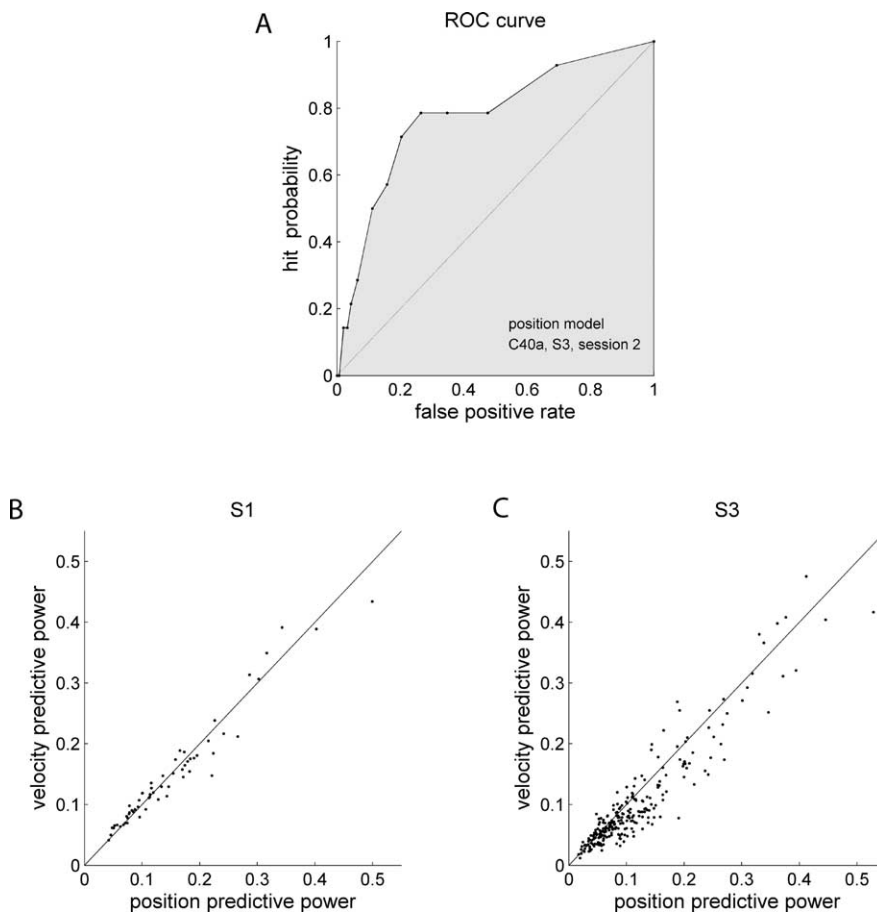 A
ROC curve
1
0.8
0.6
0.4
0.2
0
hit probability
position model
C40a, S3, session 2
0 0.2 0.4 0.6 0.8 1
false positive rate
B
S1
0.5
0.4
0.3
0.2
0.1
0
velocity predictive power
0 0.1 0.2 0.3 0.4 0.5
position predictive power
C
S3
0.5
0.4
0.3
0.2
0.1
0
velocity predictive power
0 0.1 0.2 0.3 0.4 0.5
position predictive power